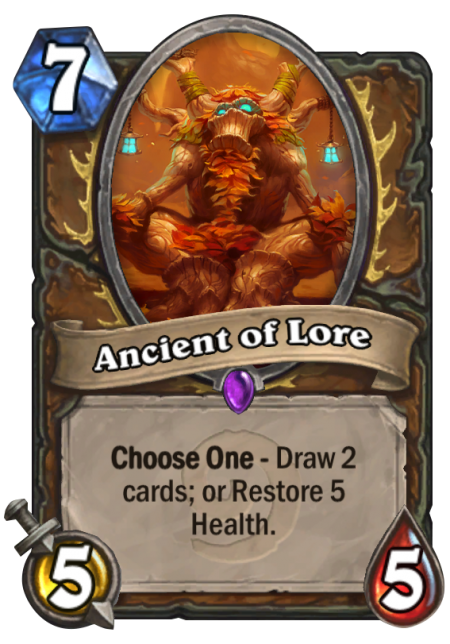 7
Ancient of Lore
Choose One - Draw 2
cards; or Restore 5
Health.
5
5